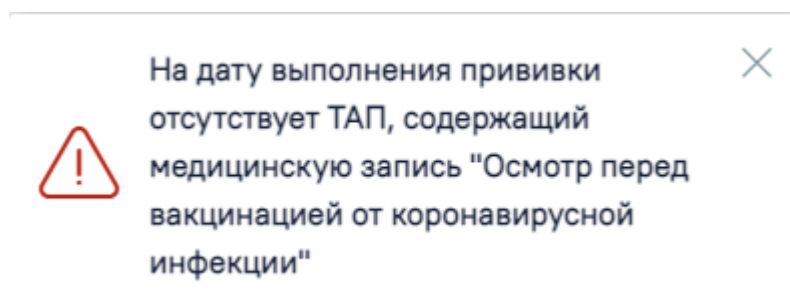 На дату выполнения прививки
отсутствует ТАП, содержащий
медицинскую запись "Осмотр перед
вакцинацией от коронавирусной
инфекции"